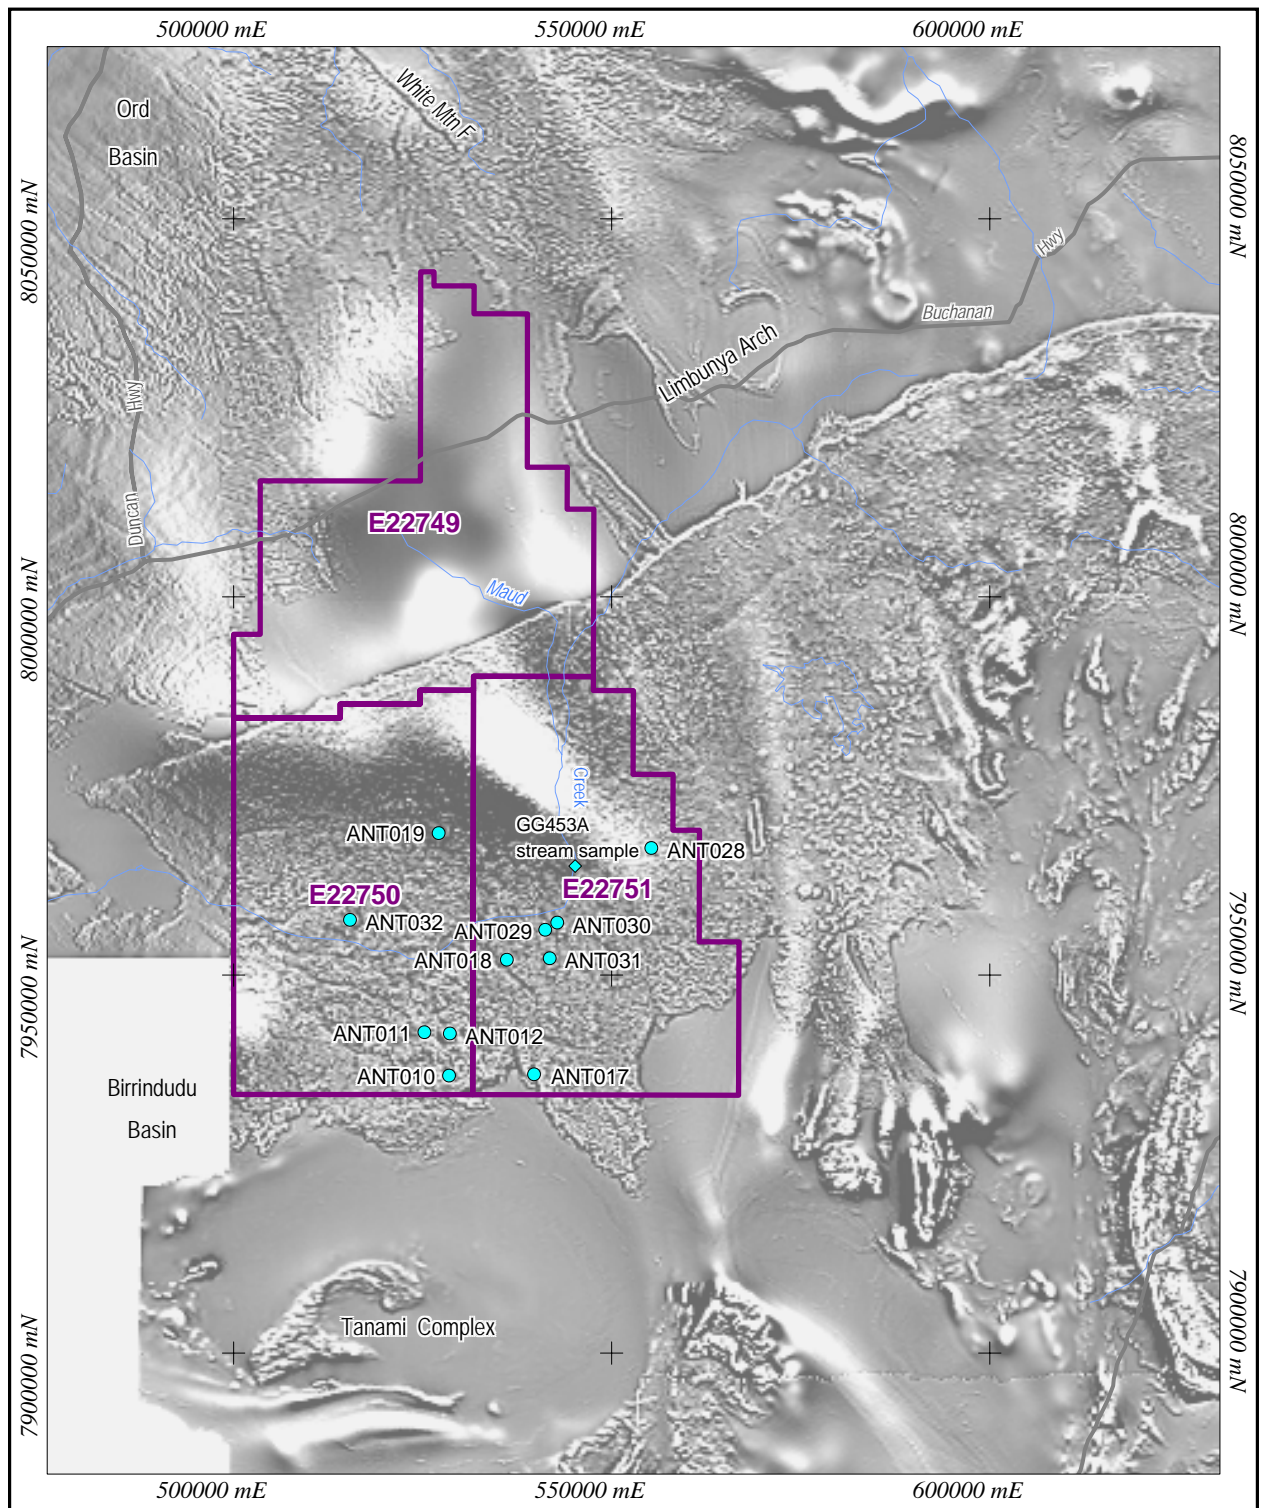 500000 mE
550000 mE
600000 mE
Ord
Basin
White Mtn F
8050000 mN
8050000 mN
Hwy
Buchanan
Limbunya Arch
Hwy
Duncan
E22749
Maud
8000000 mN
8000000 mN
Creek
GG453A
stream sample
ANT019
ANT028
E22750
E22751
ANT032
ANT030
ANT029
ANT018
ANT031
7950000 mN
7950000 mN
ANT011
ANT012
ANT010
ANT017
Birrindudu
Basin
Tanami Complex
7900000 mN
7900000 mN
500000 mE
550000 mE
600000 mE